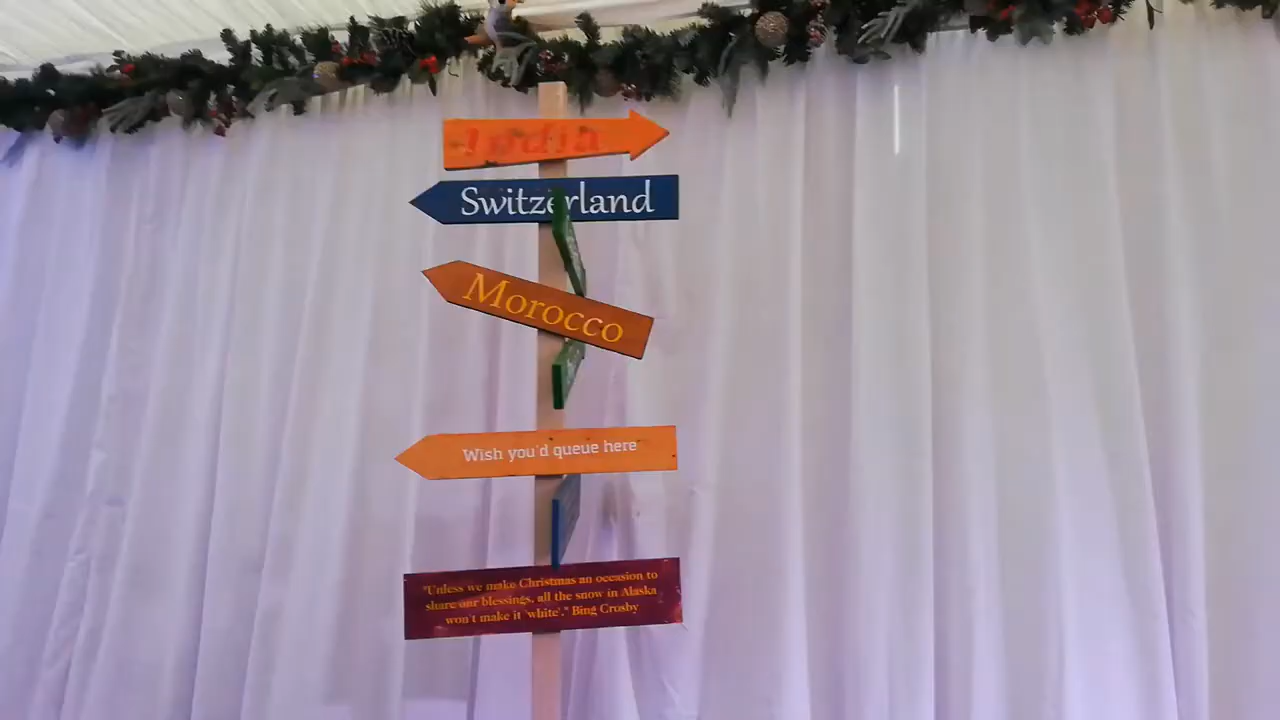 India
Switzerland
Morocco
Wish you'd queue here
"Unless we make Christmas an occasion to
share our blessings, all the snow in Alaska
won't make it 'white'." Bing Crosby